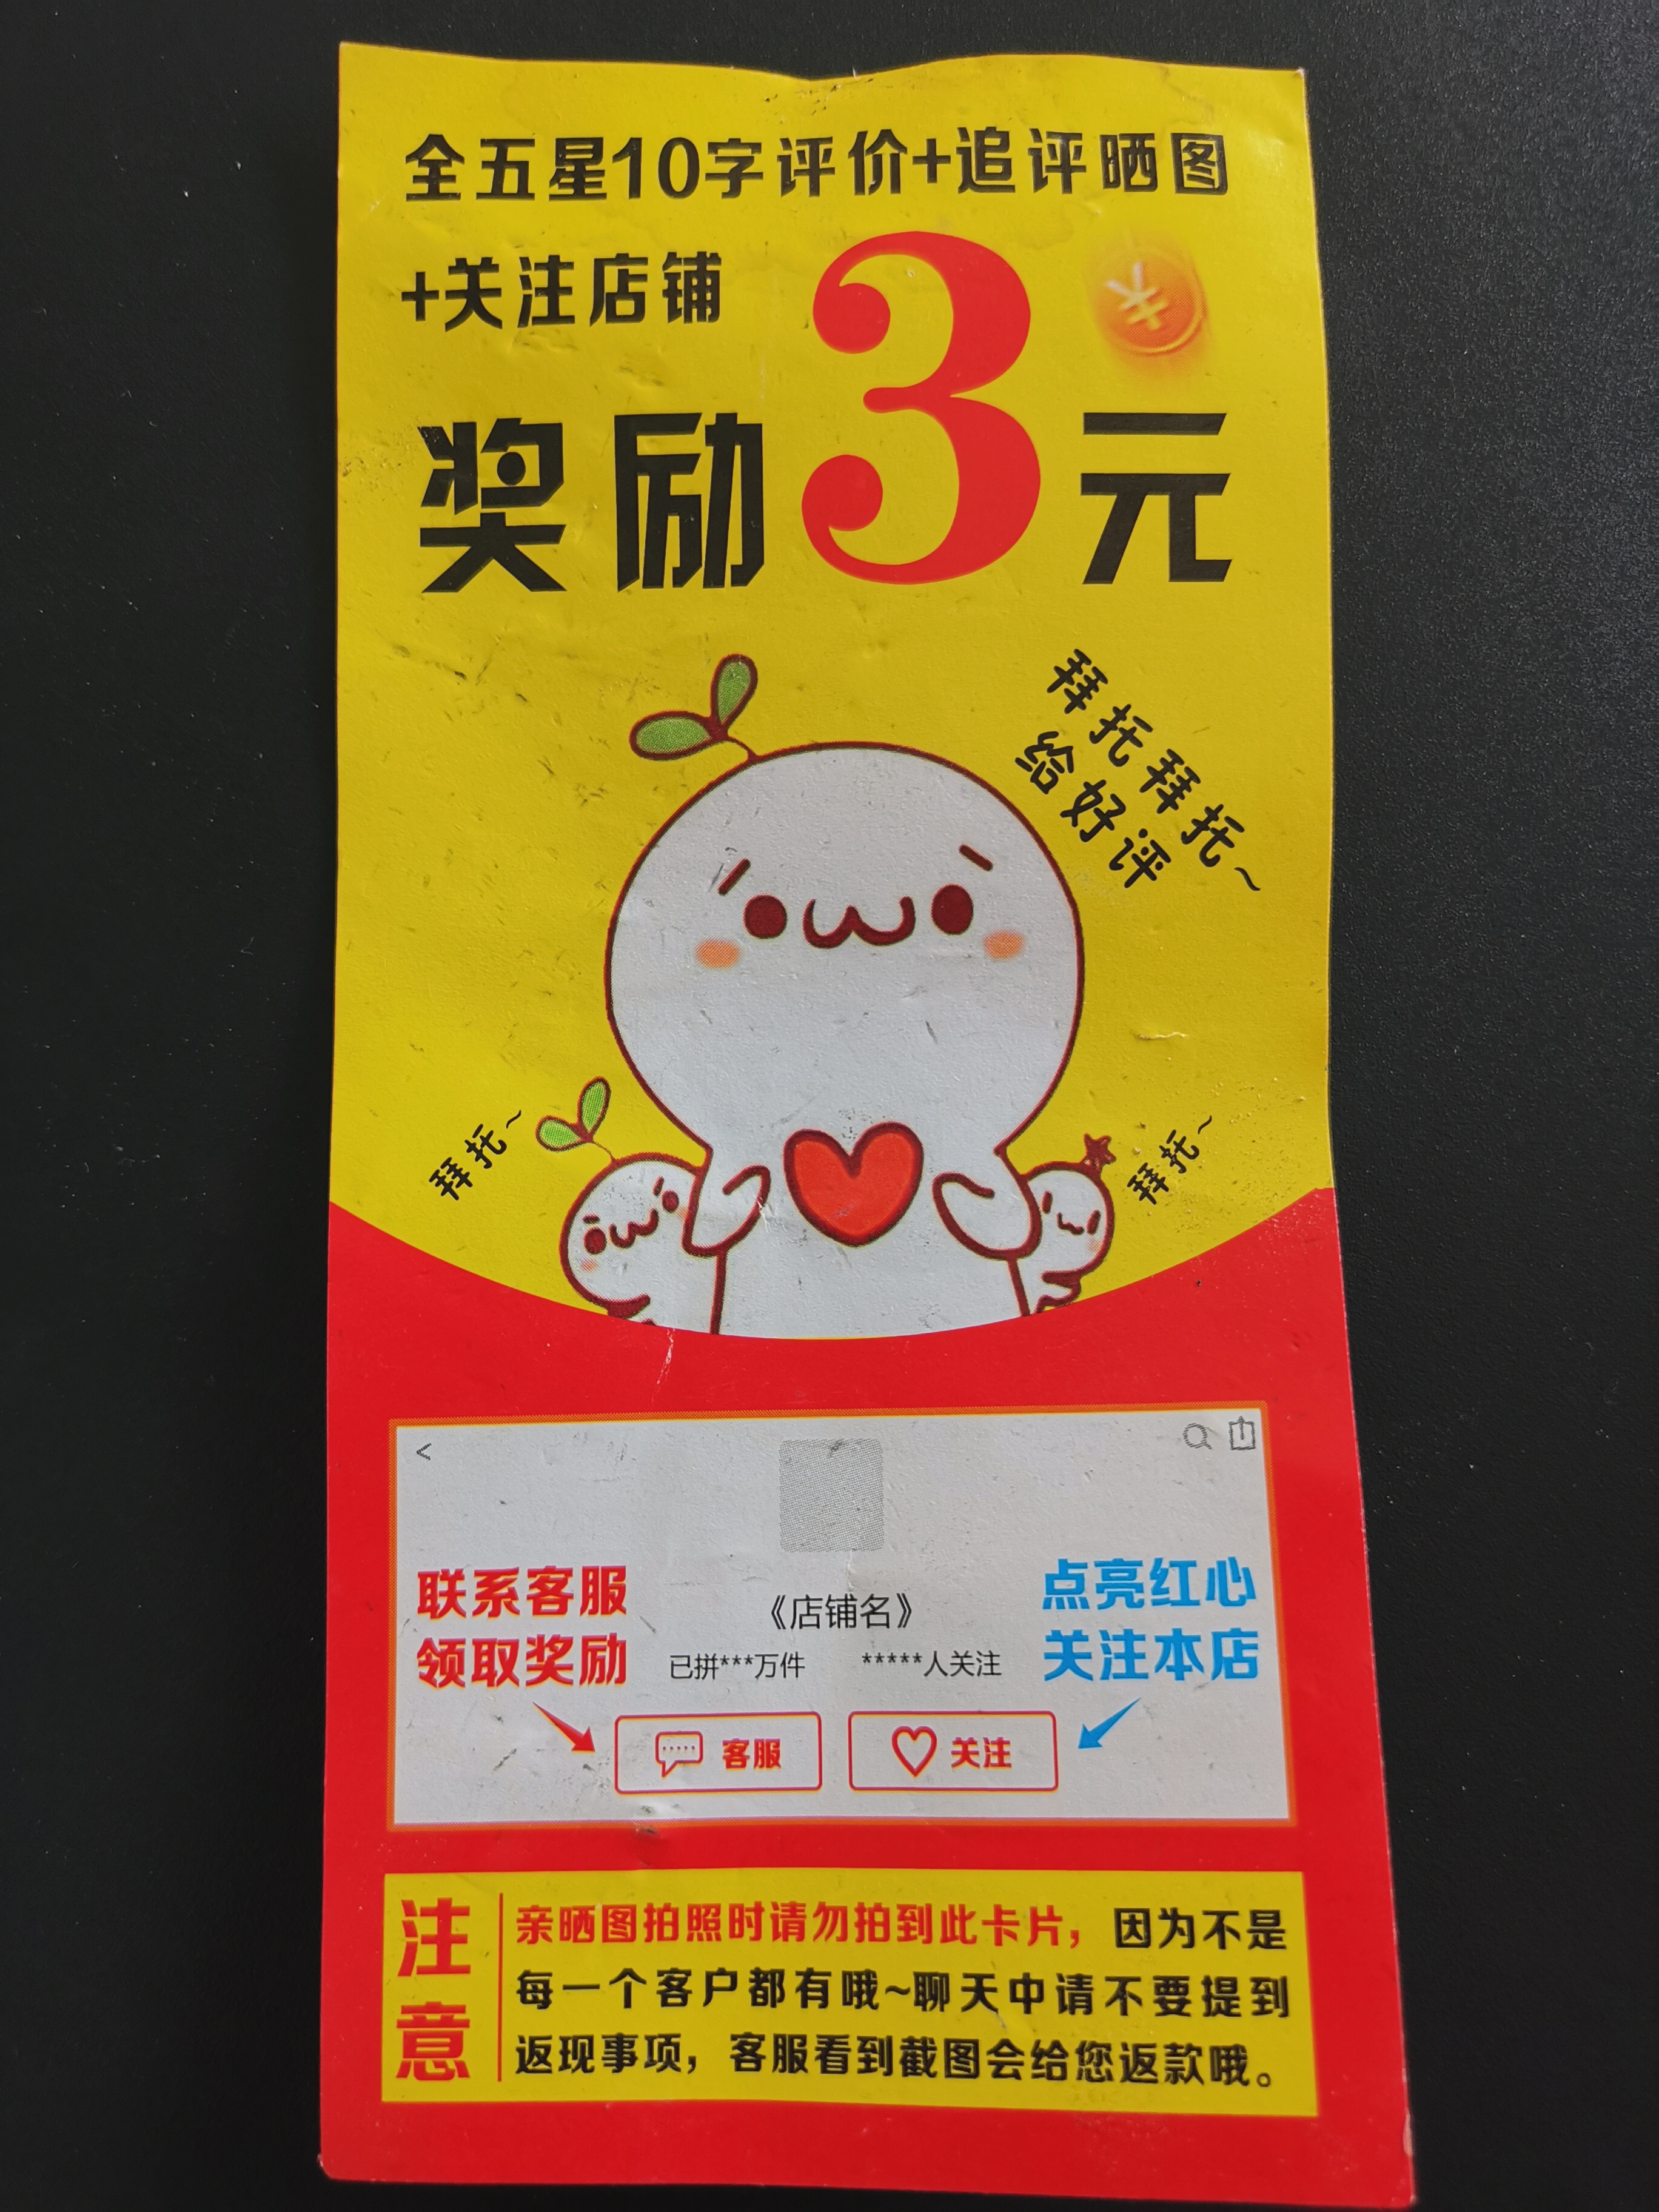 全五星10字评价+追评晒图
+关注店铺
奖励3元
拜托拜托~
给好评
拜托~
拜托~
联系客服
领取奖励
《店铺名》
已拼***万件
*****人关注
点亮红心
关注本店
客服
关注
注意
亲晒图拍照时请勿拍到此卡片，因为不是
每一个客户都有哦~聊天中请不要提到
返现事项，客服看到截图会给您返款哦。